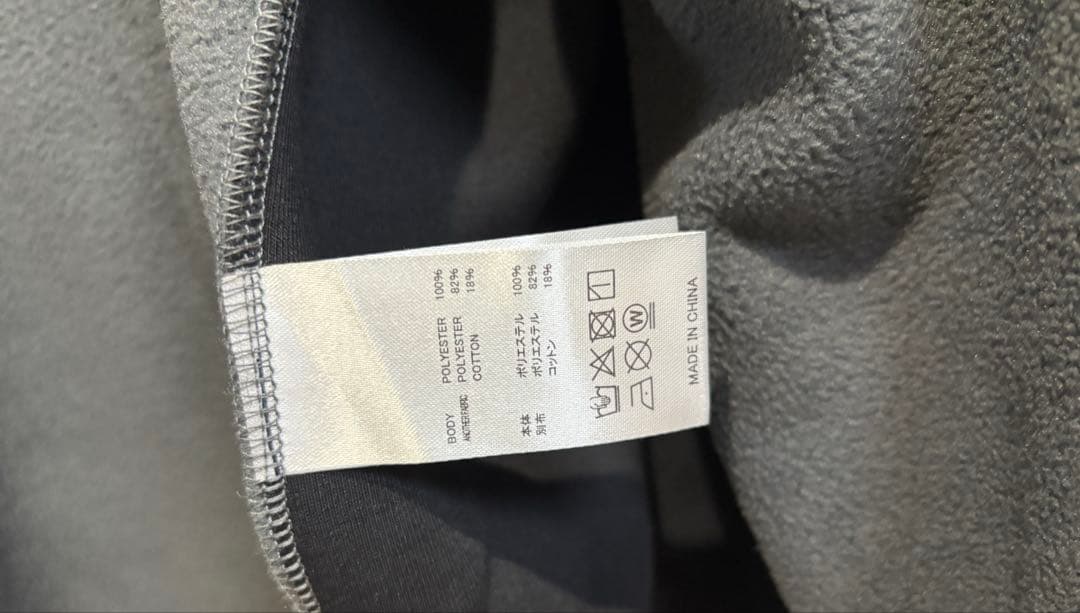 BODY POLYESTER 100%
ANOTHER FABRIC POLYESTER 82%
COTTON 18%
本体 ポリエステル 100%
別布 ポリエステル 82%
コットン 18%
W
MADE IN CHINA